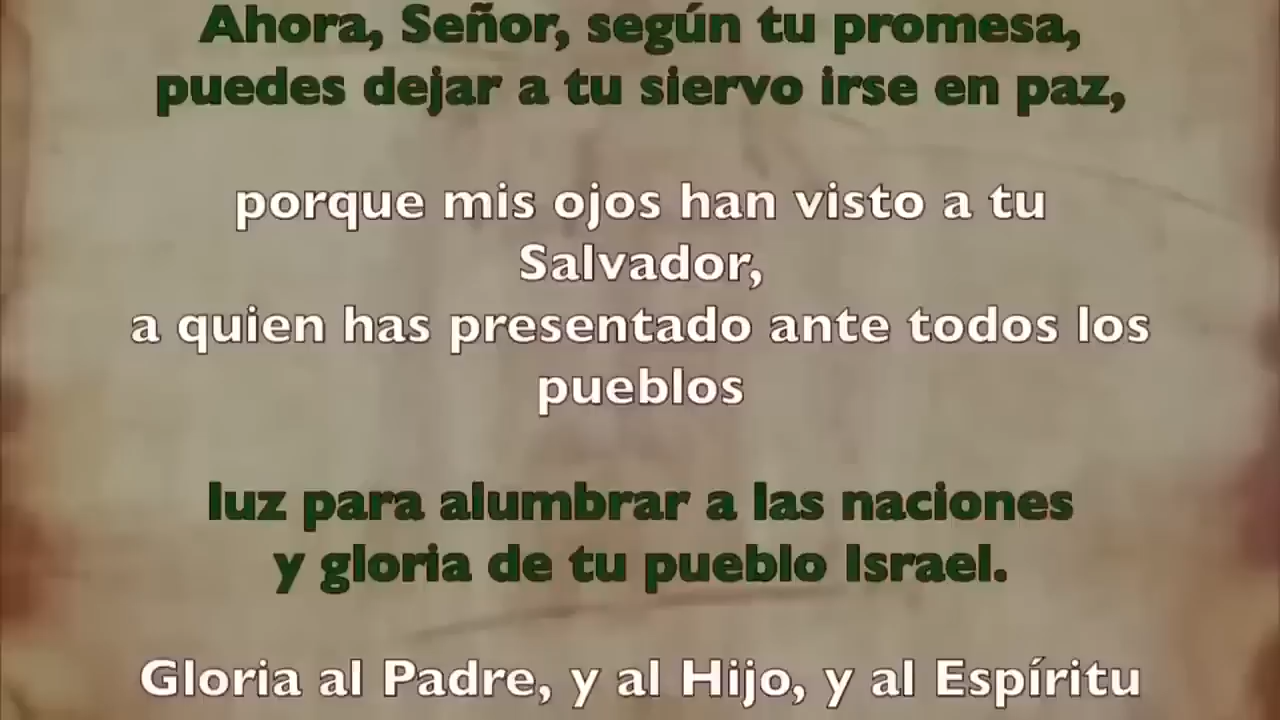 Ahora, Señor, según tu promesa,
puedes dejar a tu siervo irse en paz,
porque mis ojos han visto a tu
Salvador,
a quien has presentado ante todos los
pueblos
luz para alumbrar a las naciones
y gloria de tu pueblo Israel.
Gloria al Padre, y al Hijo, y al Espíritu